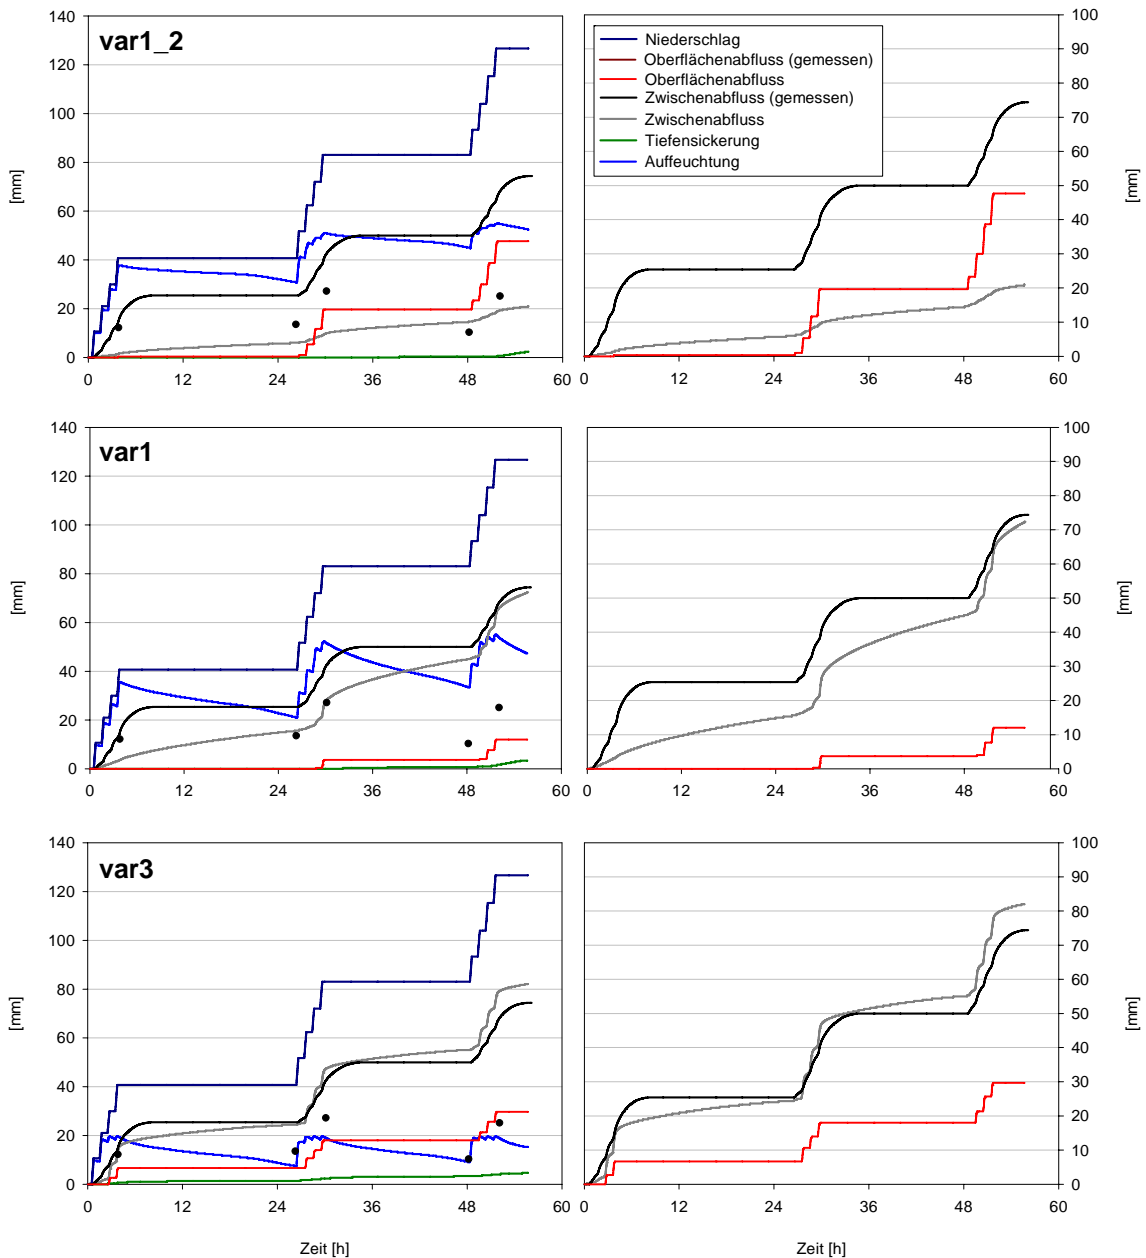 var1_2
140
120
100
80
60
40
20
0
[mm]
0 12 24 36 48 60
Niederschlag
Oberflächenabfluss (gemessen)
Oberflächenabfluss
Zwischenabfluss (gemessen)
Zwischenabfluss
Tiefensickerung
Auffeuchtung
100
90
80
70
60
50
40
30
20
10
0
[mm]
0 12 24 36 48 60
var1
140
120
100
80
60
40
20
0
[mm]
0 12 24 36 48 60
100
90
80
70
60
50
40
30
20
10
0
[mm]
0 12 24 36 48 60
var3
140
120
100
80
60
40
20
0
[mm]
0 12 24 36 48 60
Zeit [h]
100
90
80
70
60
50
40
30
20
10
0
[mm]
0 12 24 36 48 60
Zeit [h]